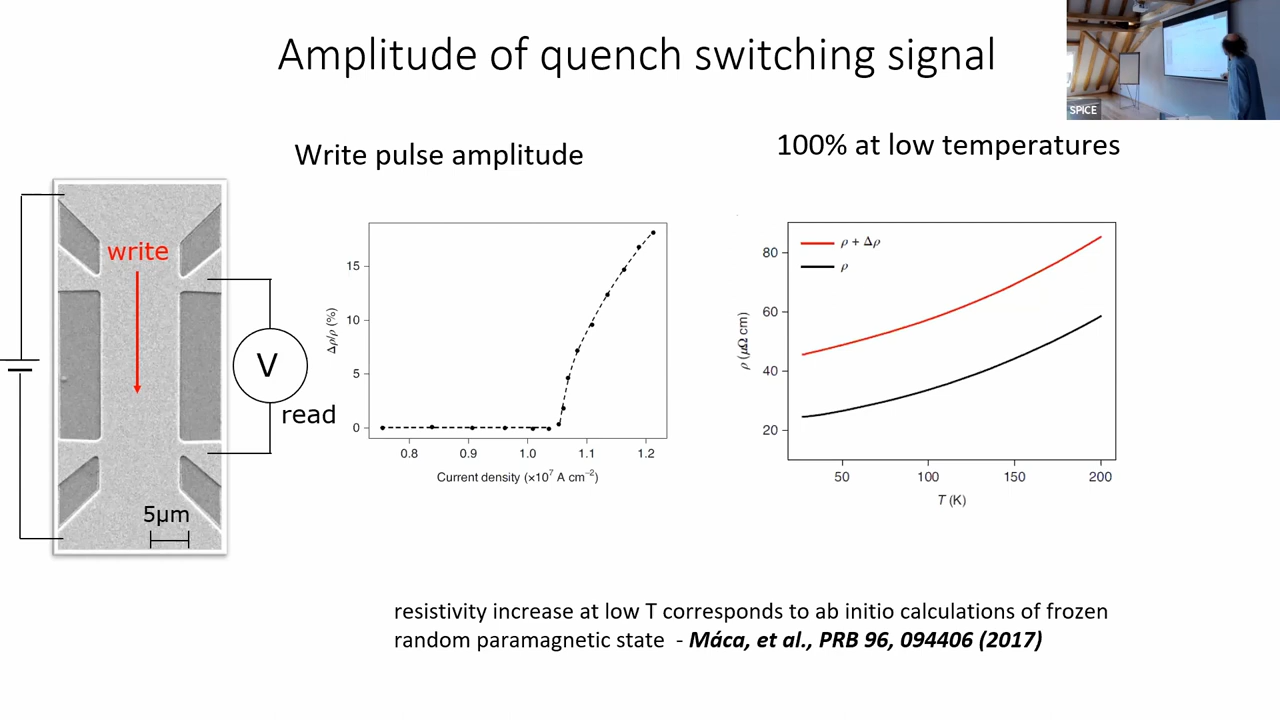 Amplitude of quench switching signal
SPICE
Write pulse amplitude
100% at low temperatures
write
V
read
5µm
Δρ/ρ (%)
15
10
5
0
0.8 0.9 1.0 1.1 1.2
Current density (×10⁷ A cm⁻²)
ρ + Δρ
ρ
ρ (μΩ cm)
80
60
40
20
50 100 150 200
T (K)
resistivity increase at low T corresponds to ab initio calculations of frozen
random paramagnetic state - Máca, et al., PRB 96, 094406 (2017)